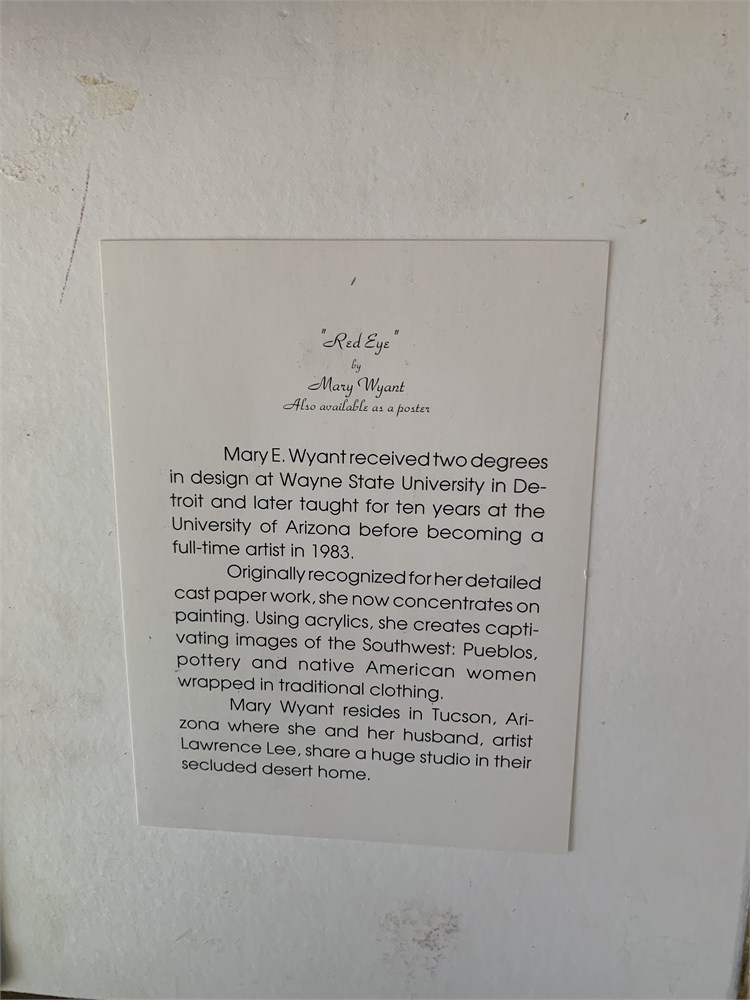 "Red Eye"
by
Mary Wyant
Also available as a poster
Mary E. Wyant received two degrees
in design at Wayne State University in De-
troit and later taught for ten years at the
University of Arizona before becoming a
full-time artist in 1983.
Originally recognized for her detailed
cast paper work, she now concentrates on
painting. Using acrylics, she creates capti-
vating images of the Southwest: Pueblos,
pottery and native American women
wrapped in traditional clothing.
Mary Wyant resides in Tucson, Ari-
zona where she and her husband, artist
Lawrence Lee, share a huge studio in their
secluded desert home.